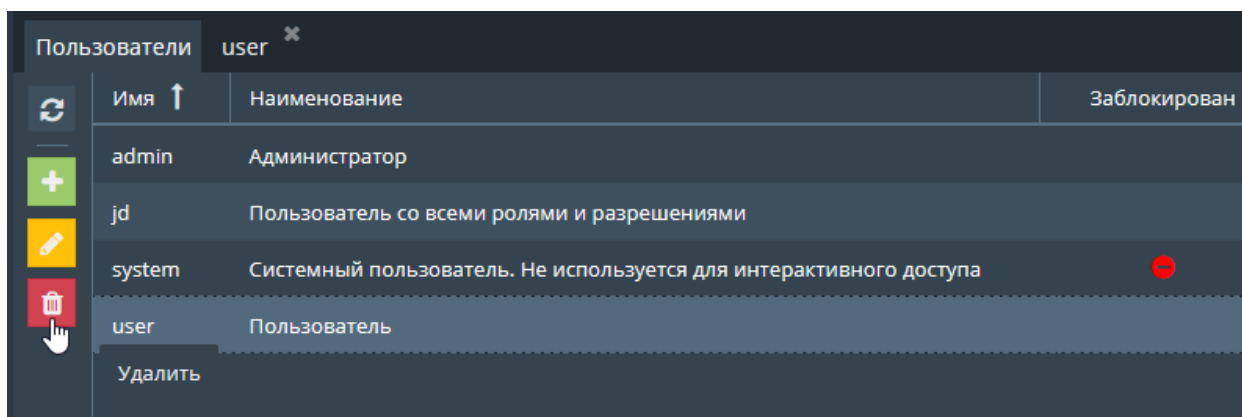 Пользователи user
Имя Наименование Заблокирован
admin Администратор
jd Пользователь со всеми ролями и разрешениями
system Системный пользователь. Не используется для интерактивного доступа
user Пользователь
Удалить